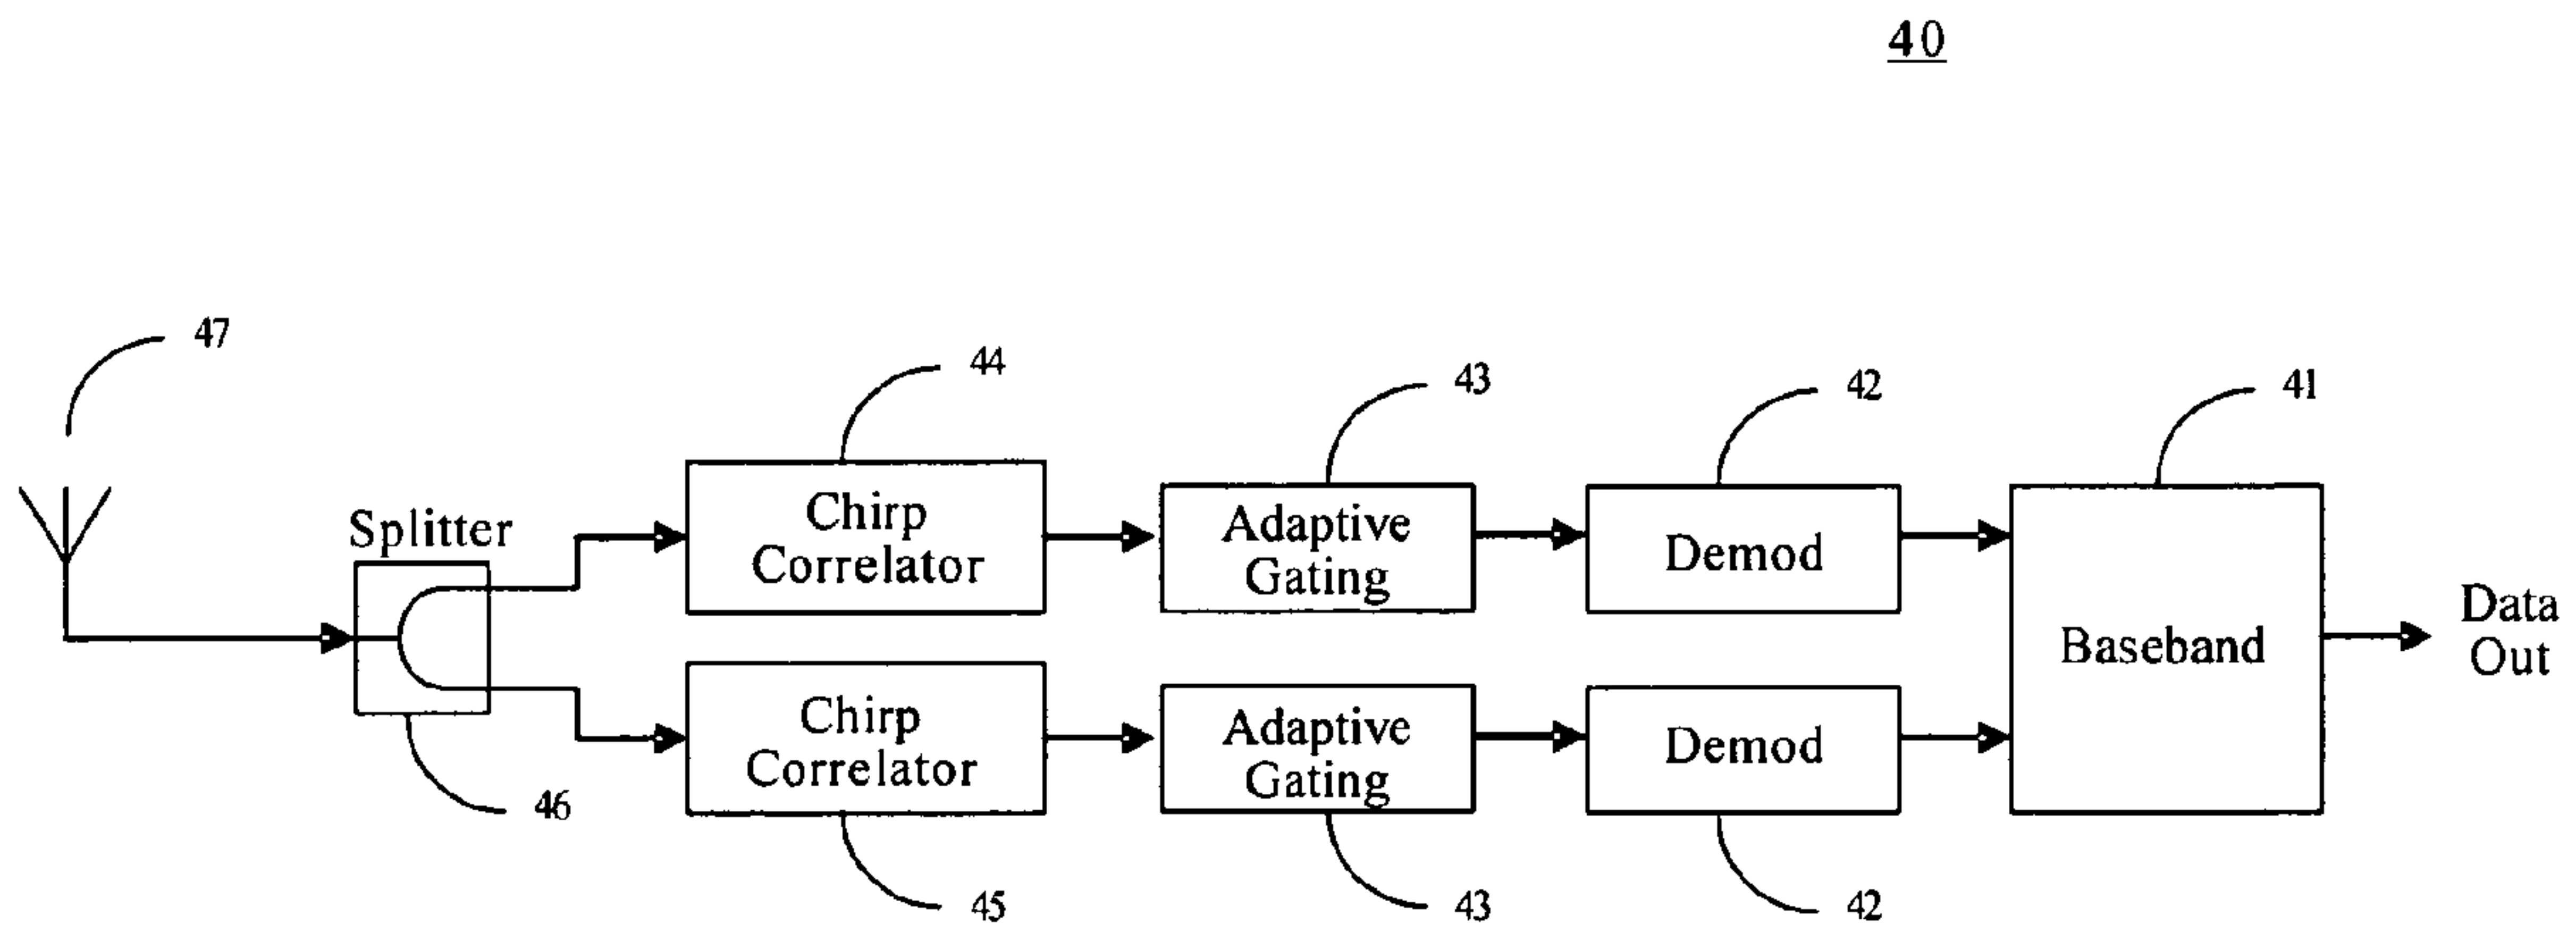 40
47
44
43
42
41
Splitter
Chirp
Correlator
Adaptive
Gating
Demod
Baseband
Data
Out
Chirp
Correlator
Adaptive
Gating
Demod
46
45
43
42